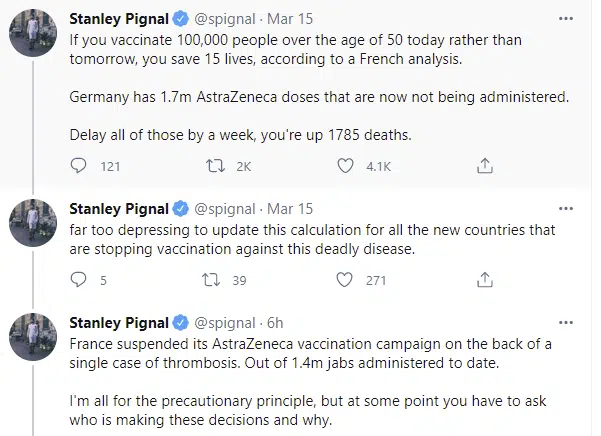 Stanley Pignal @spignal · Mar 15
If you vaccinate 100,000 people over the age of 50 today rather than
tomorrow, you save 15 lives, according to a French analysis.
Germany has 1.7m AstraZeneca doses that are now not being administered.
Delay all of those by a week, you're up 1785 deaths.
121 2K 4.1K
Stanley Pignal @spignal · Mar 15
far too depressing to update this calculation for all the new countries that
are stopping vaccination against this deadly disease.
5 39 271
Stanley Pignal @spignal · 6h
France suspended its AstraZeneca vaccination campaign on the back of a
single case of thrombosis. Out of 1.4m jabs administered to date.
I'm all for the precautionary principle, but at some point you have to ask
who is making these decisions and why.